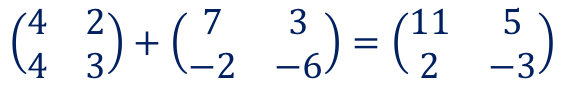 (4 2) + (7 3) = (11 5)
(4 3) (−2 −6) (2 −3)